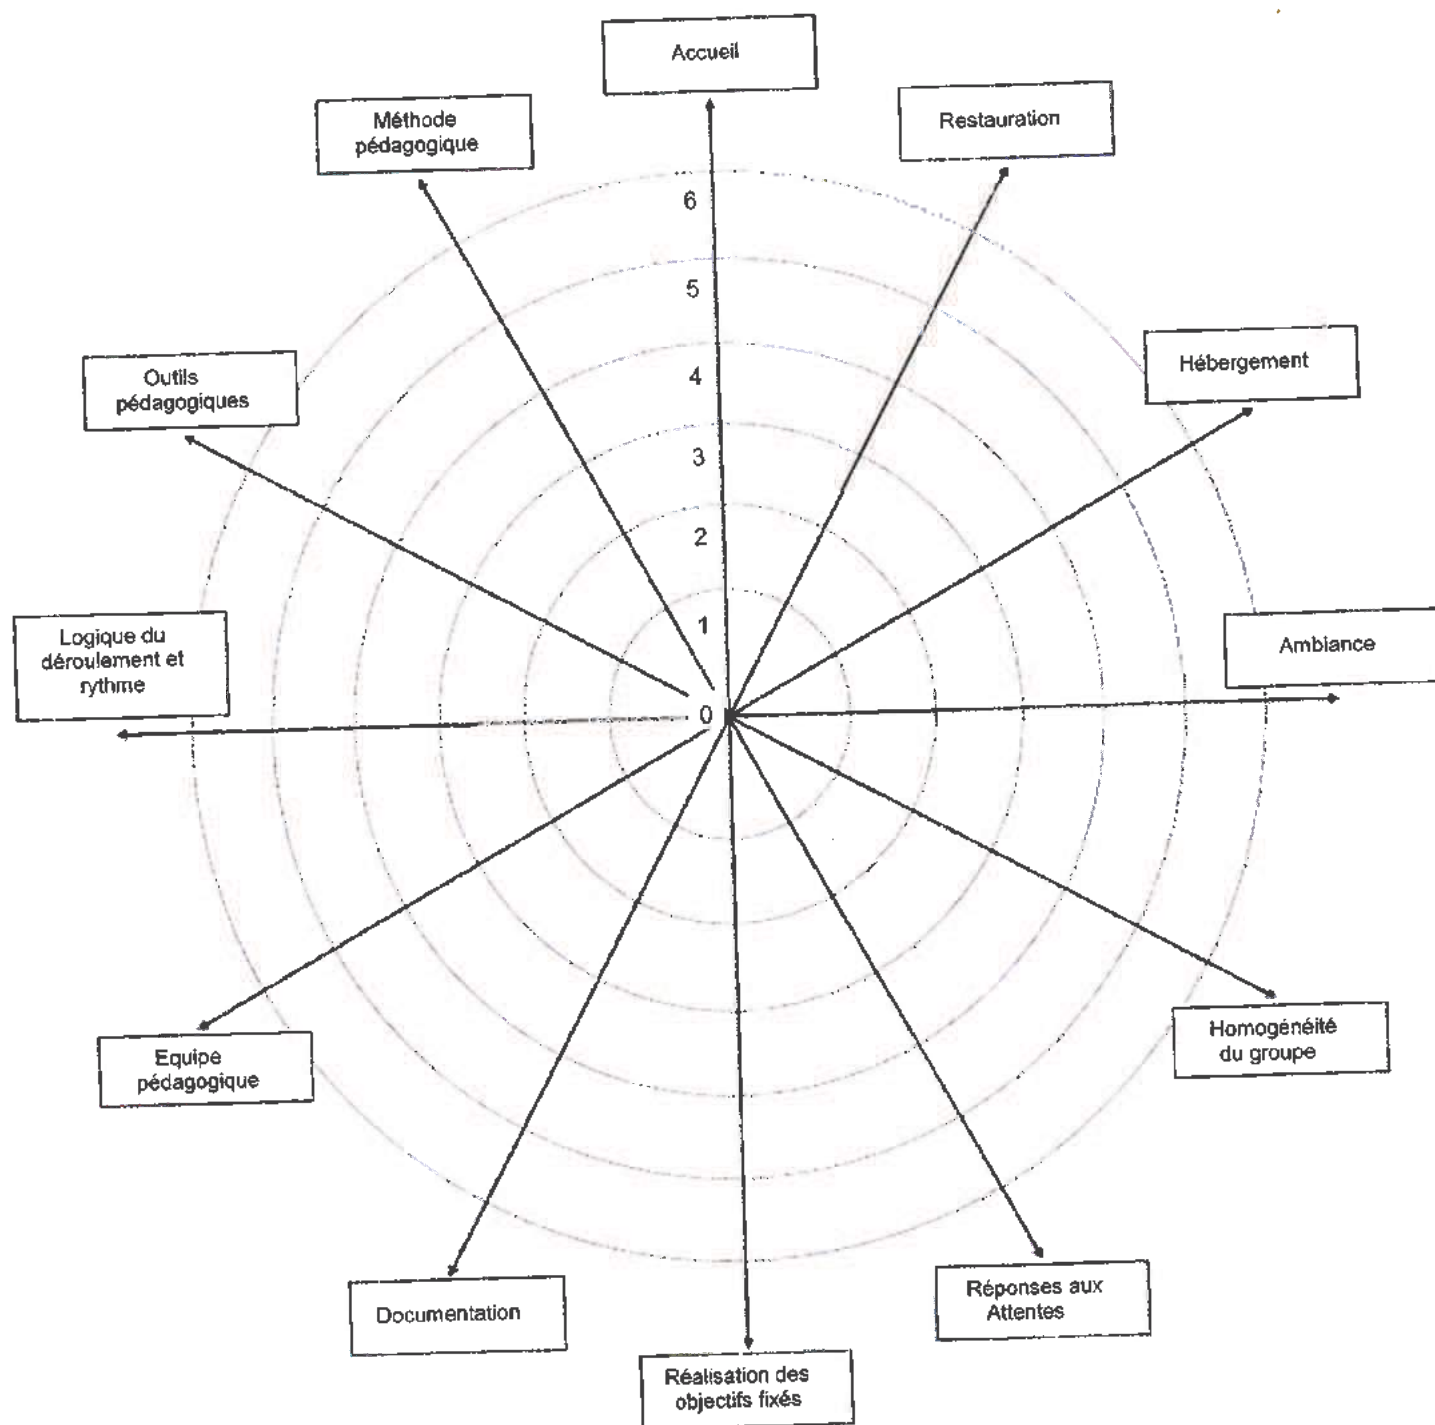 Accueil
Méthode
pédagogique
Restauration
6
5
Outils
pédagogiques
Hébergement
4
3
2
1
Logique du
déroulement et
rythme
Ambiance
0
Equipe
pédagogique
Homogénéité
du groupe
Documentation
Réponses aux
Attentes
Réalisation des
objectifs fixés